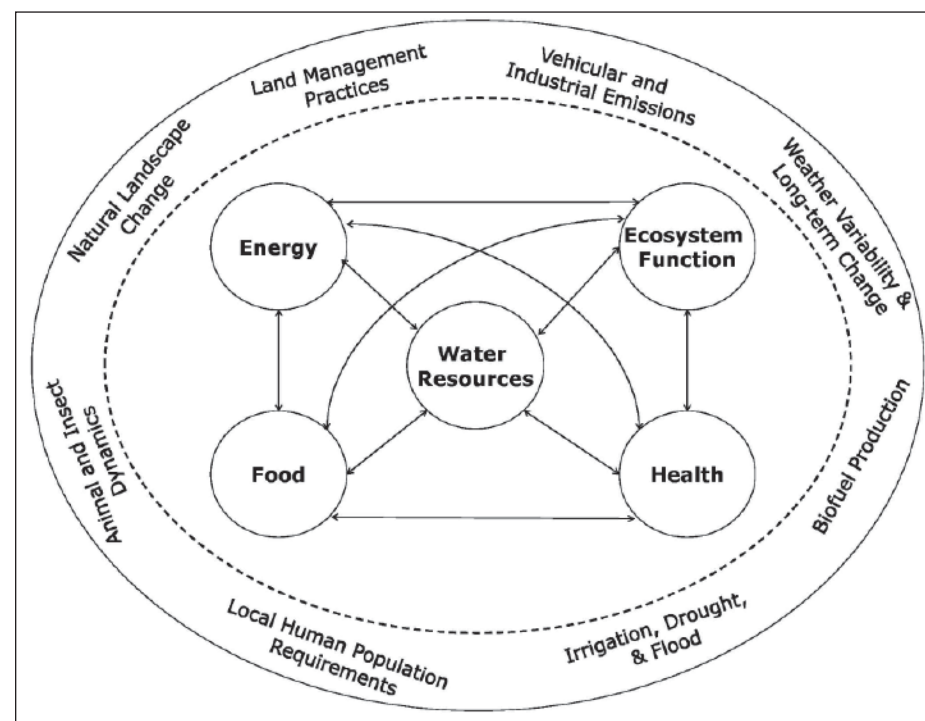 Land Management
Practices
Vehicular and
Industrial Emissions
Natural Landscape
Change
Weather Variability &
Long-term Change
Energy
Ecosystem
Function
Water
Resources
Food
Health
Animal and Insect
Dynamics
Biofuel Production
Local Human Population
Requirements
Irrigation, Drought,
& Flood